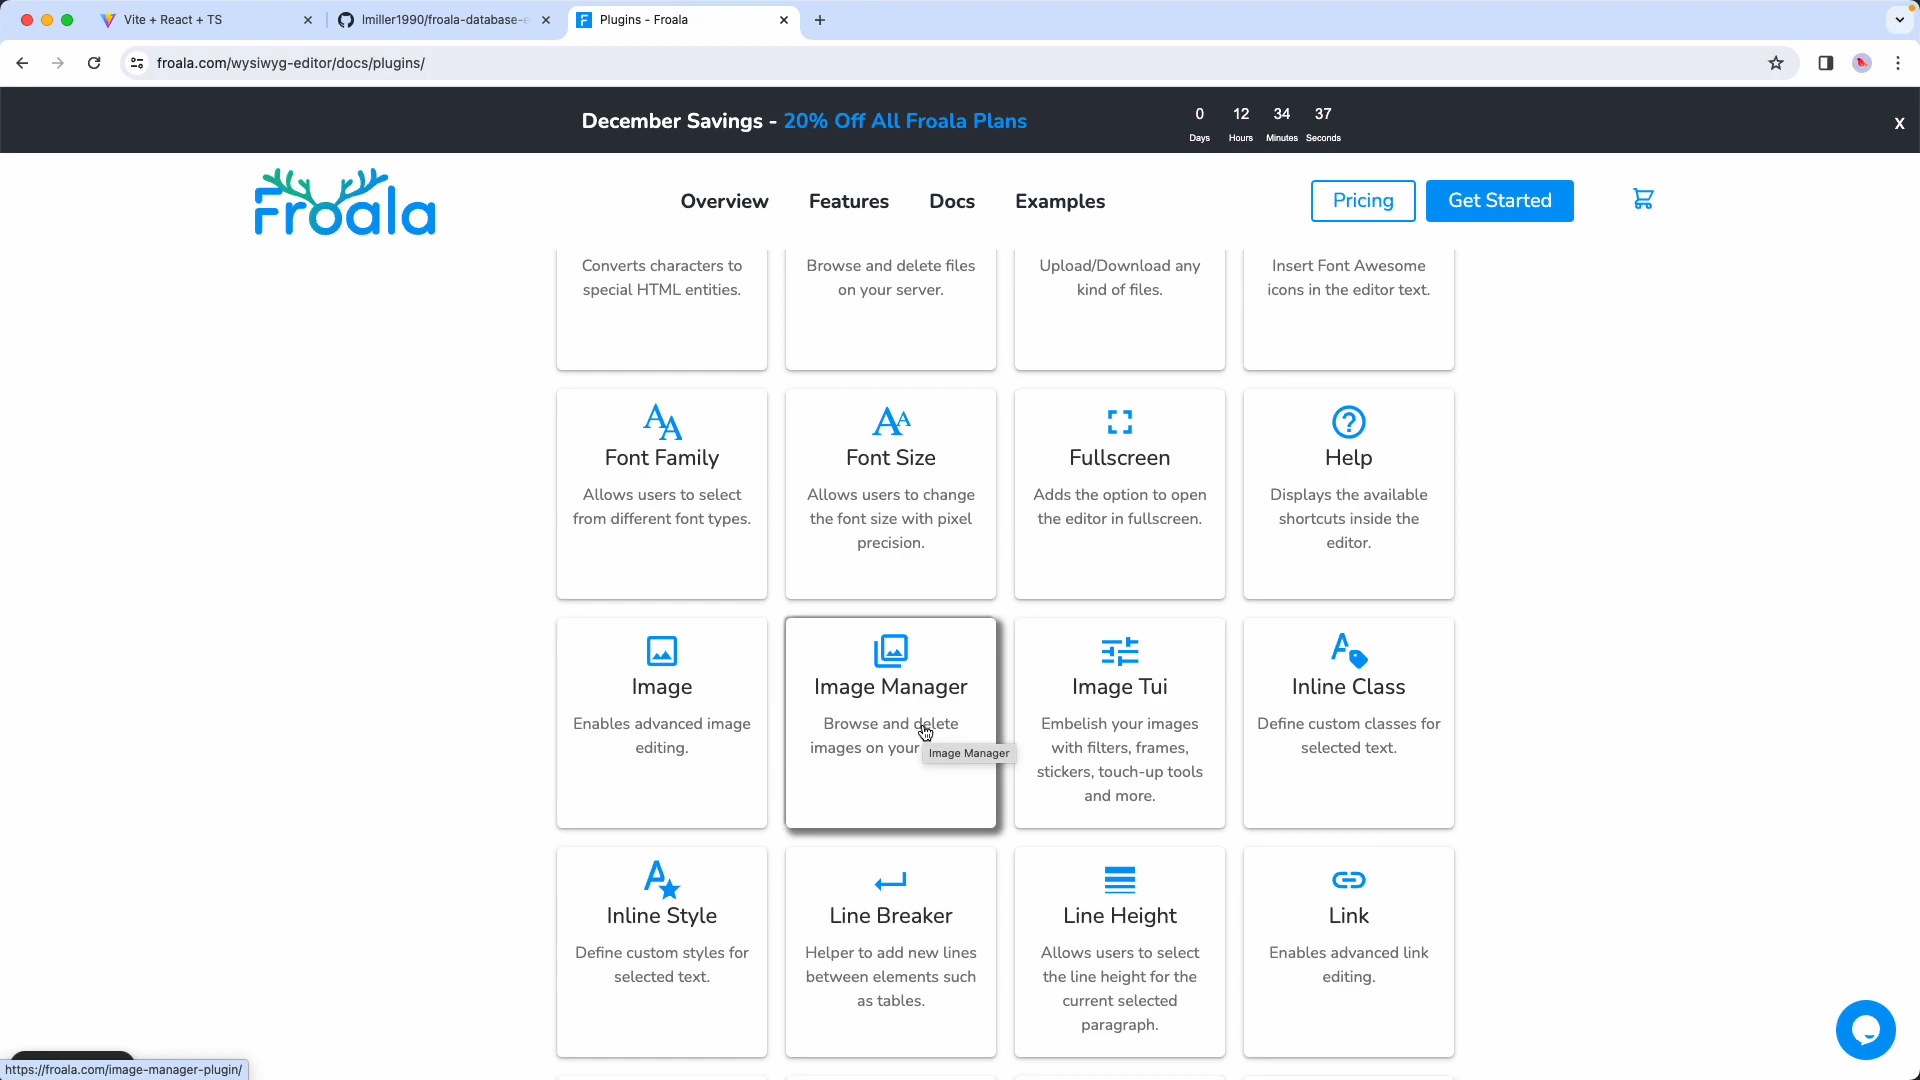 Vite + React + TS
lmiller1990/froala-database-e
Plugins - Froala
froala.com/wysiwyg-editor/docs/plugins/
December Savings - 20% Off All Froala Plans
0 12 34 37
Days Hours Minutes Seconds
X
Froala
Overview
Features
Docs
Examples
Pricing
Get Started
Converts characters to
special HTML entities.
Browse and delete files
on your server.
Upload/Download any
kind of files.
Insert Font Awesome
icons in the editor text.
Font Family
Allows users to select
from different font types.
Font Size
Allows users to change
the font size with pixel
precision.
Fullscreen
Adds the option to open
the editor in fullscreen.
Help
Displays the available
shortcuts inside the
editor.
Image
Enables advanced image
editing.
Image Manager
Browse and delete
images on your
Image Manager
Image Tui
Embelish your images
with filters, frames,
stickers, touch-up tools
and more.
Inline Class
Define custom classes for
selected text.
Inline Style
Define custom styles for
selected text.
Line Breaker
Helper to add new lines
between elements such
as tables.
Line Height
Allows users to select
the line height for the
current selected
paragraph.
Link
Enables advanced link
editing.
https://froala.com/image-manager-plugin/